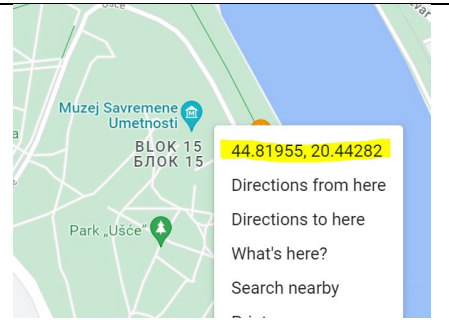 Ušće
Muzej Savremene
Umetnosti
BLOK 15
БЛОК 15
44.81955, 20.44282
Directions from here
Directions to here
Park „Ušće"
What's here?
Search nearby